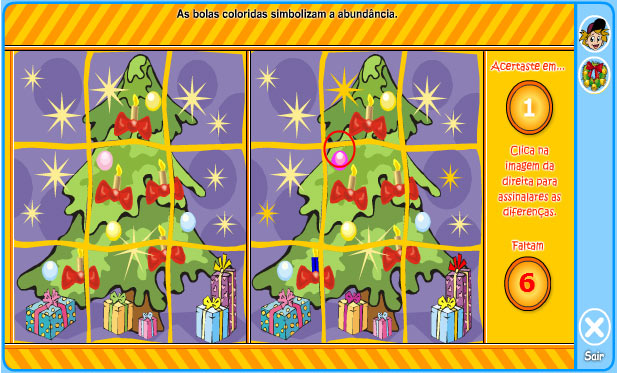 As bolas coloridas simbolizam a abundância.
Acertaste em...
1
Clica na
imagem da
direita para
assinalares as
diferenças.
Faltam
6
Sair